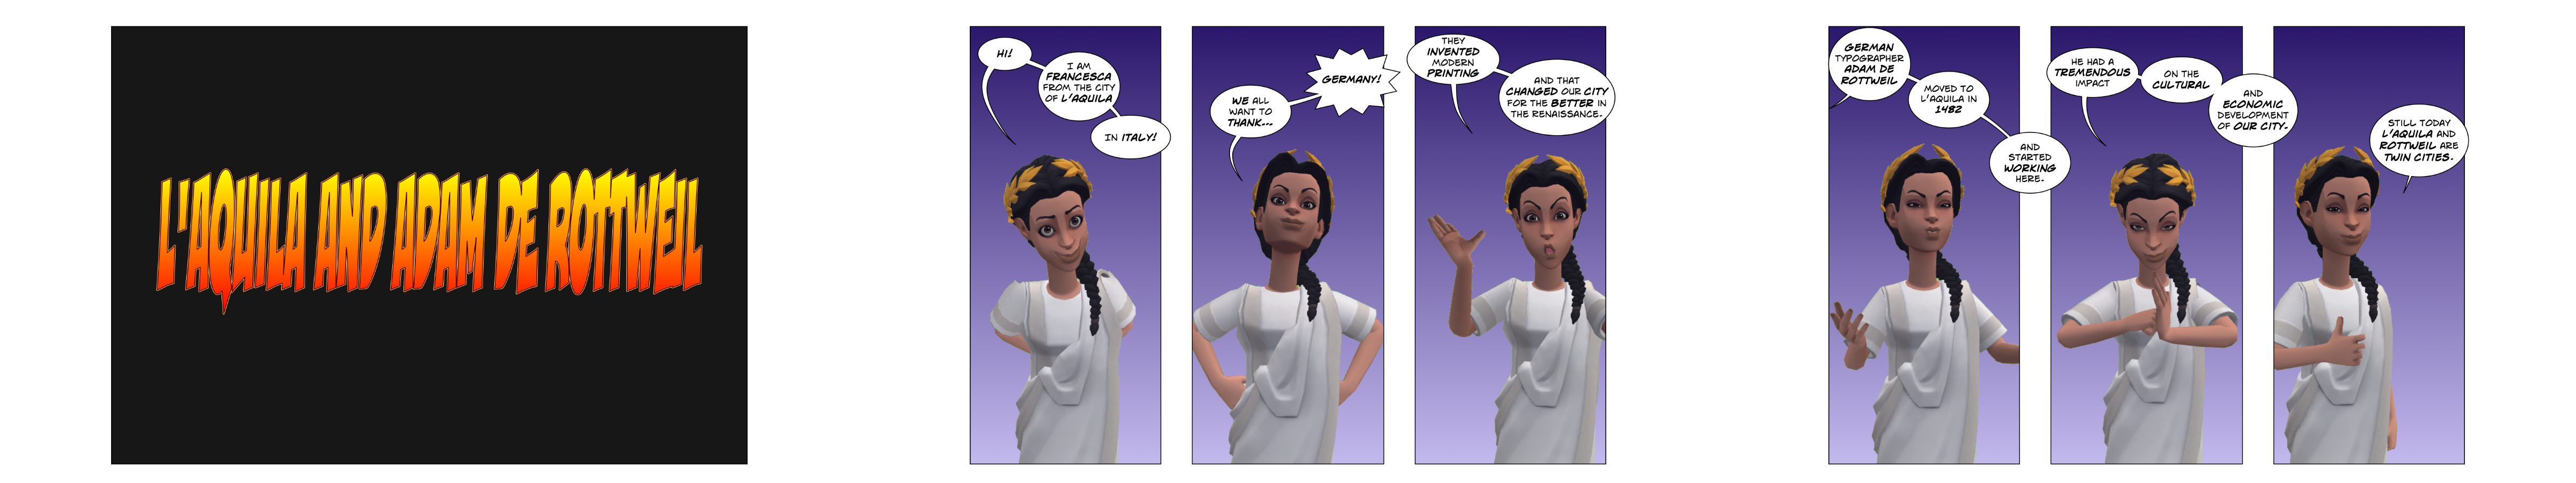 L'AQUILA AND ADAM DE ROTTWEIL
HI!
I AM
FRANCESCA
FROM THE CITY
OF L'AQUILA
IN ITALY!
WE ALL
WANT TO
THANK...
GERMANY!
THEY
INVENTED
MODERN
PRINTING
AND THAT
CHANGED OUR CITY
FOR THE BETTER IN
THE RENAISSANCE.
GERMAN
TYPOGRAPHER
ADAM DE
ROTTWEIL
MOVED TO
L'AQUILA IN
1482
AND
STARTED
WORKING
HERE.
HE HAD A
TREMENDOUS
IMPACT
ON THE
CULTURAL
AND
ECONOMIC
DEVELOPMENT
OF OUR CITY.
STILL TODAY
L'AQUILA AND
ROTTWEIL ARE
TWIN CITIES.